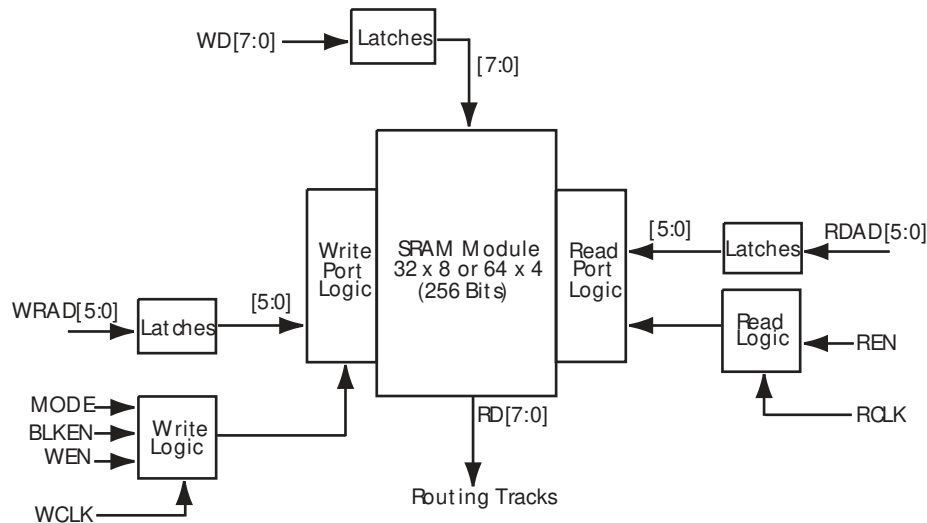 WD[7:0]
Latches
[7:0]
SRAM Module
32 x 8 or 64 x 4
(256 Bits)
Write
Port
Logic
Read
Port
Logic
[5:0]
Latches
RDAD[5:0]
WRAD[5:0]
Latches
[5:0]
Read
Logic
REN
RCLK
MODE
BLKEN
WEN
WCLK
Write
Logic
RD[7:0]
Routing Tracks